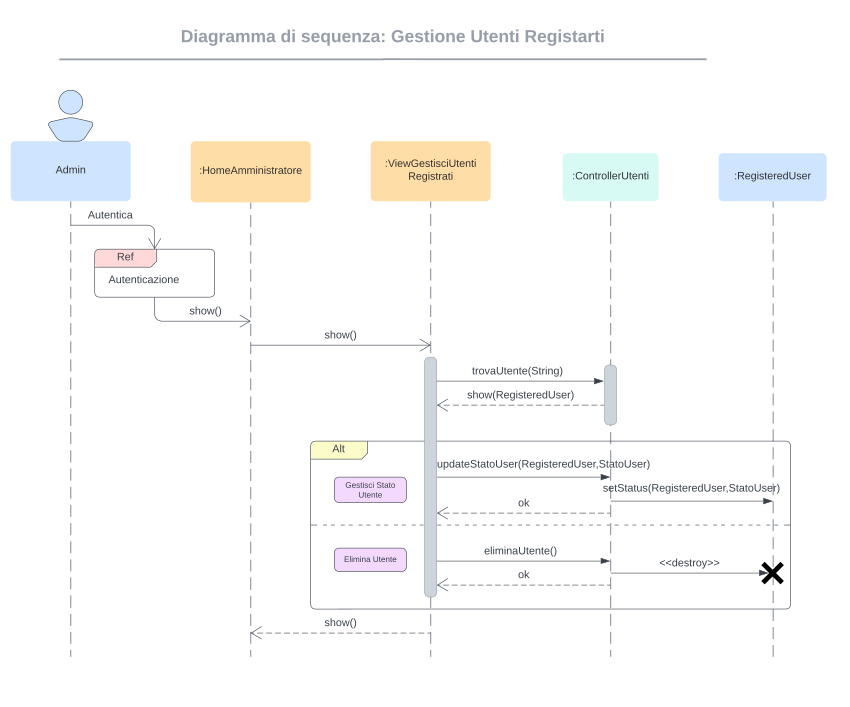 Diagramma di sequenza: Gestione Utenti Registarti
Admin
:HomeAmministratore
:ViewGestisciUtenti
Registrati
:ControllerUtenti
:RegisteredUser
Autentica
Ref
Autenticazione
show()
show()
trovaUtente(String)
show(RegisteredUser)
Alt
updateStatoUser(RegisteredUser,StatoUser)
Gestisci Stato
Utente
setStatus(RegisteredUser,StatoUser)
ok
eliminaUtente()
Elimina Utente
<<destroy>>
ok
show()